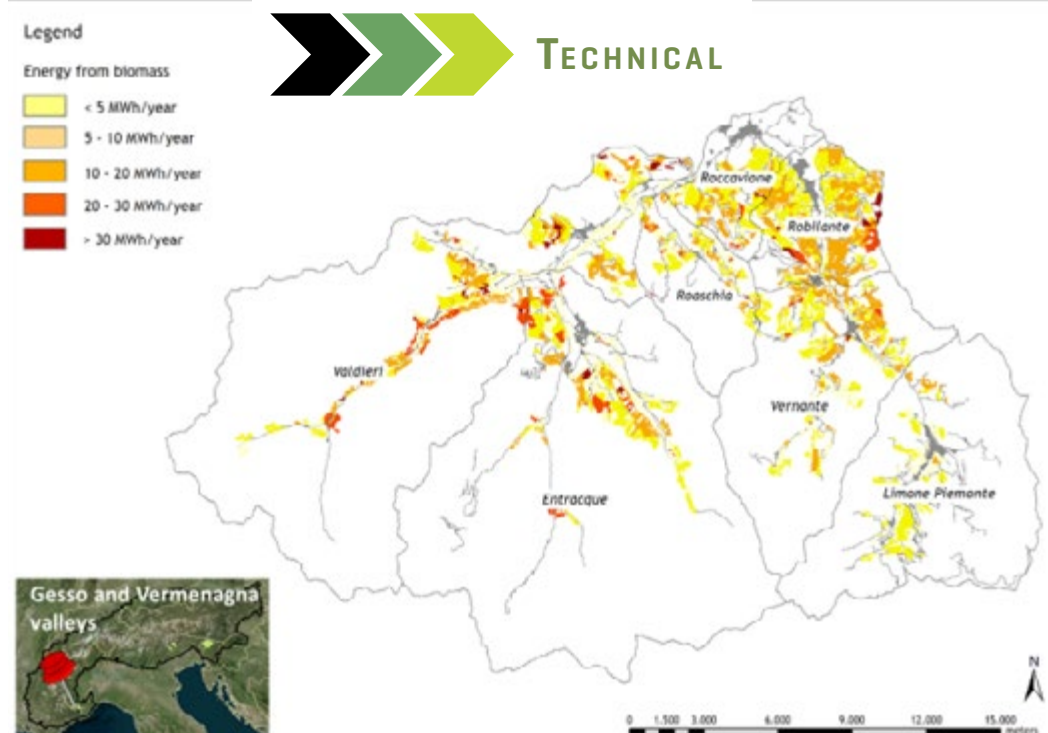 Legend
TECHNICAL
Energy from biomass
< 5 MWh/year
5 - 10 MWh/year
10 - 20 MWh/year
20 - 30 MWh/year
> 30 MWh/year
Roccavione
Robilante
Roaschia
Valdieri
Vernante
Limone Piemonte
Entracque
Gesso and Vermenagna
valleys
N
0 1.500 3.000 6.000 9.000 12.000 15.000
meters